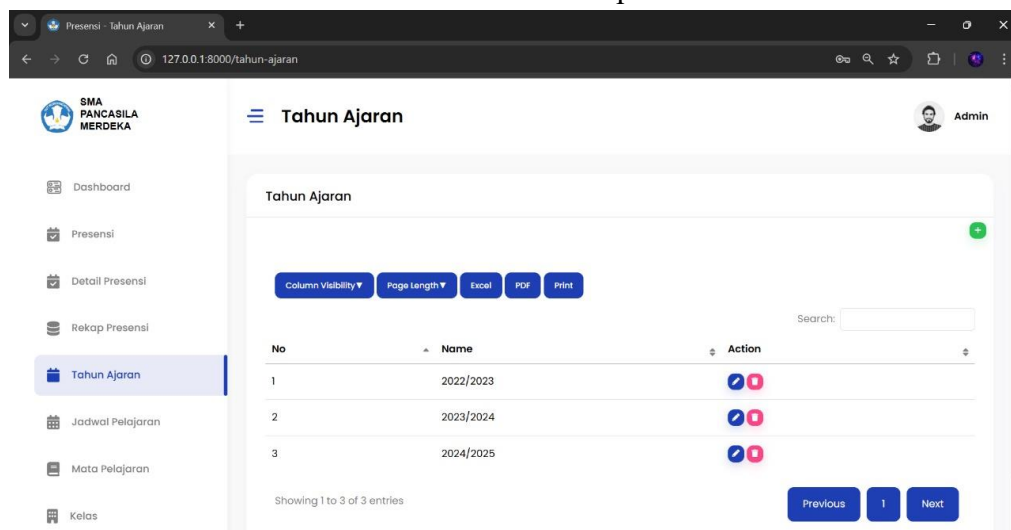 Presensi - Tahun Ajaran
127.0.0.1:8000/tahun-ajaran
SMA
PANCASILA
MERDEKA
Tahun Ajaran
Admin
Dashboard
Presensi
Detail Presensi
Rekap Presensi
Tahun Ajaran
Jadwal Pelajaran
Mata Pelajaran
Kelas
Tahun Ajaran
+
Column Visibility▼ Page Length▼ Excel PDF Print
Search:
No Name Action
1 2022/2023
2 2023/2024
3 2024/2025
Showing 1 to 3 of 3 entries
Previous 1 Next